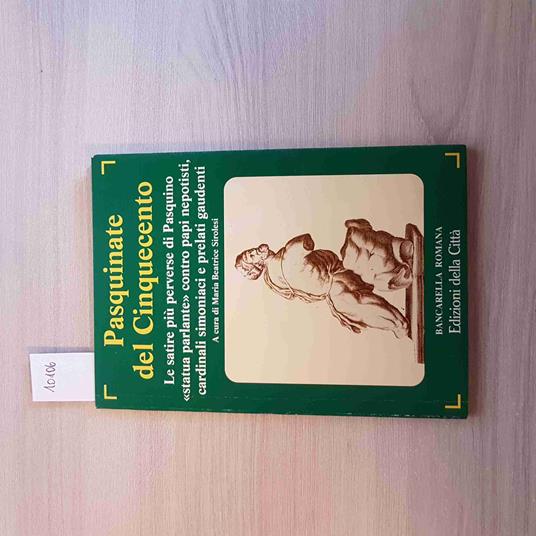 Pasquinate
del Cinquecento
Le satire più perverse di Pasquino
«statua parlante» contro papi nepotisti,
cardinali simoniaci e prelati gaudenti
A cura di Maria Beatrice Sirolesi
BANCARELLA ROMANA
Edizioni della Città
10106